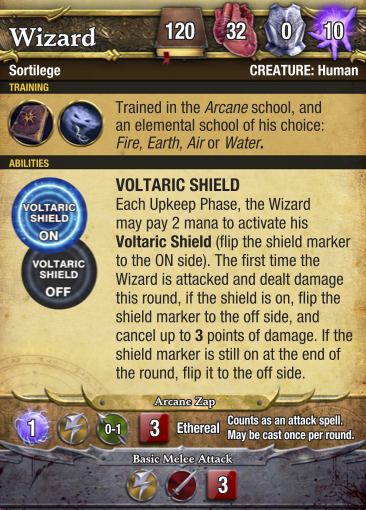 Wizard 120 32 0 10
Sortilege CREATURE: Human
TRAINING
Trained in the Arcane school, and
an elemental school of his choice:
Fire, Earth, Air or Water.
ABILITIES
VOLTARIC
SHIELD
ON
VOLTARIC
SHIELD
OFF
VOLTARIC SHIELD
Each Upkeep Phase, the Wizard
may pay 2 mana to activate his
Voltaric Shield (flip the shield marker
to the ON side). The first time the
Wizard is attacked and dealt damage
this round, if the shield is on, flip the
shield marker to the off side, and
cancel up to 3 points of damage. If the
shield marker is still on at the end of
the round, flip it to the off side.
Arcane Zap
1 0-1 3 Ethereal Counts as an attack spell.
May be cast once per round.
Basic Melee Attack
3